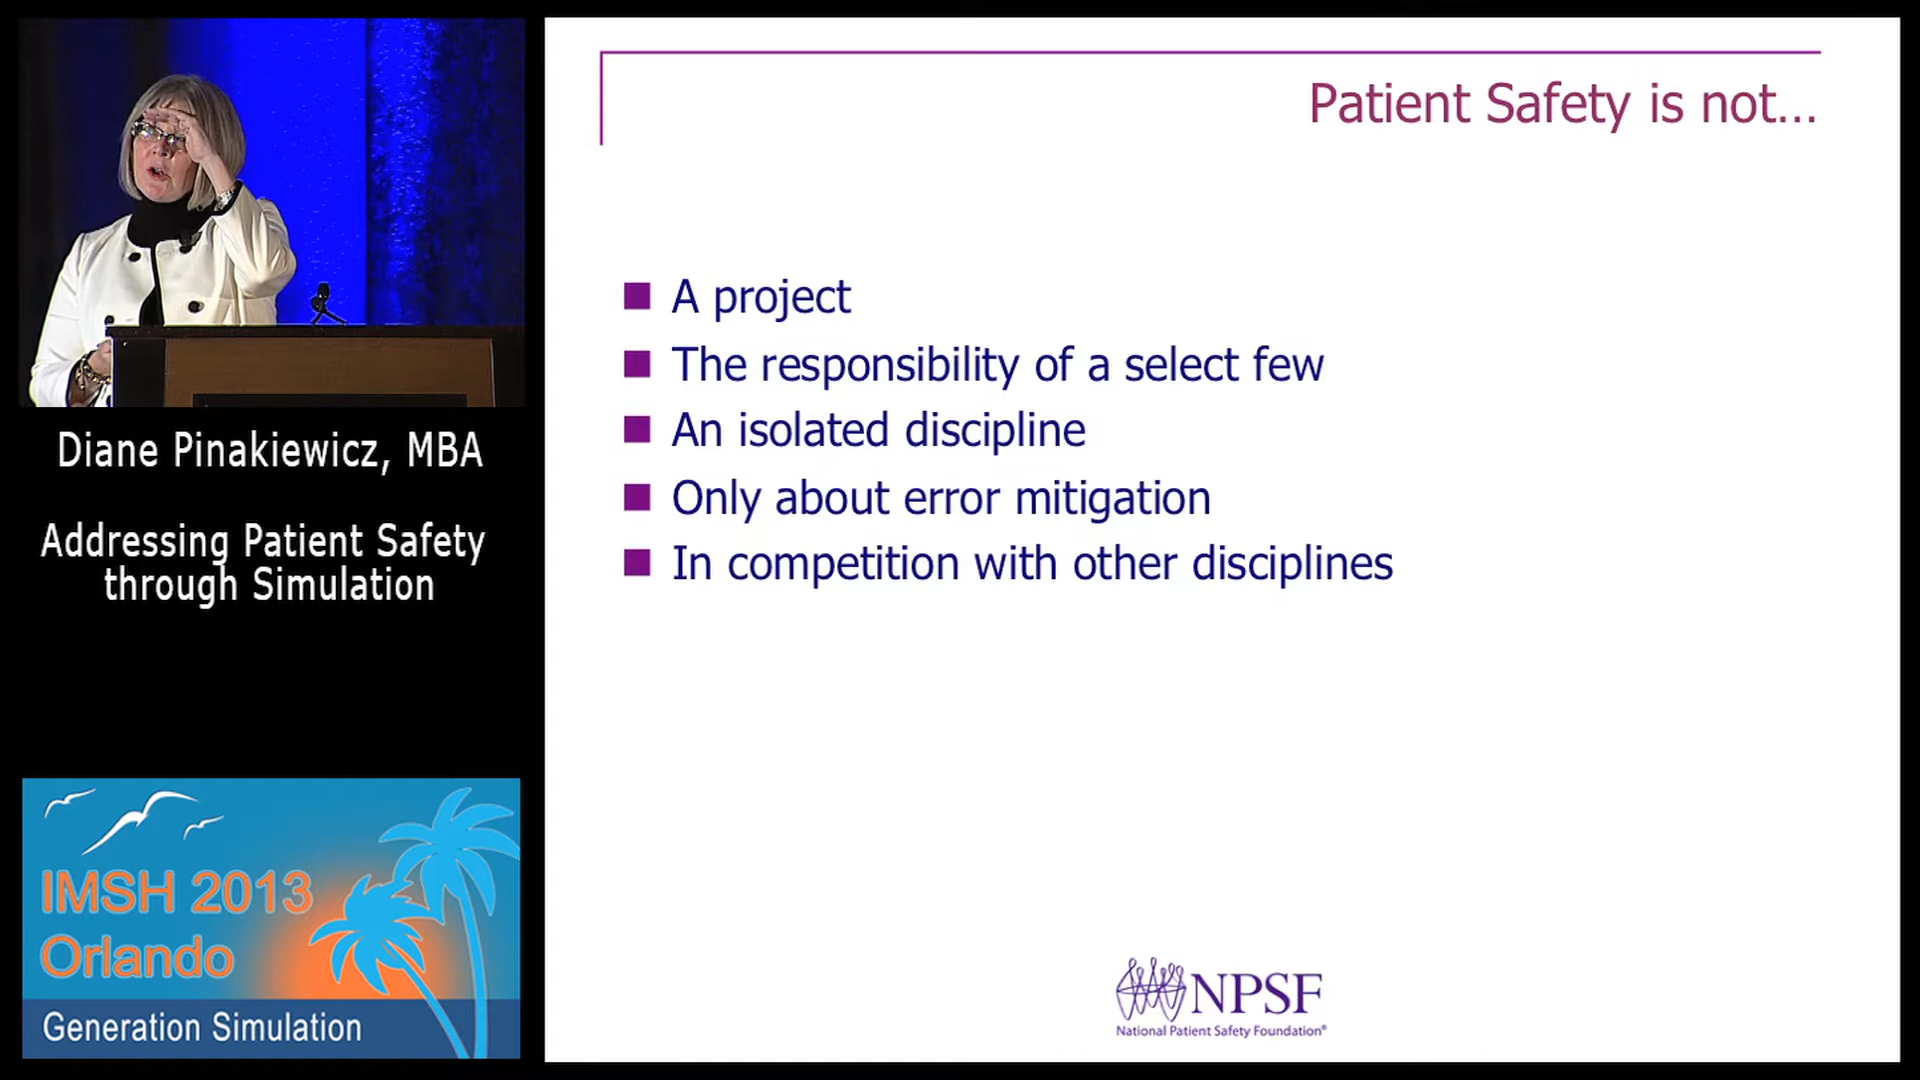 Diane Pinakiewicz, MBA
Addressing Patient Safety
through Simulation
IMSH 2013
Orlando
Generation Simulation
Patient Safety is not...
A project
The responsibility of a select few
An isolated discipline
Only about error mitigation
In competition with other disciplines
NPSF
National Patient Safety Foundation®